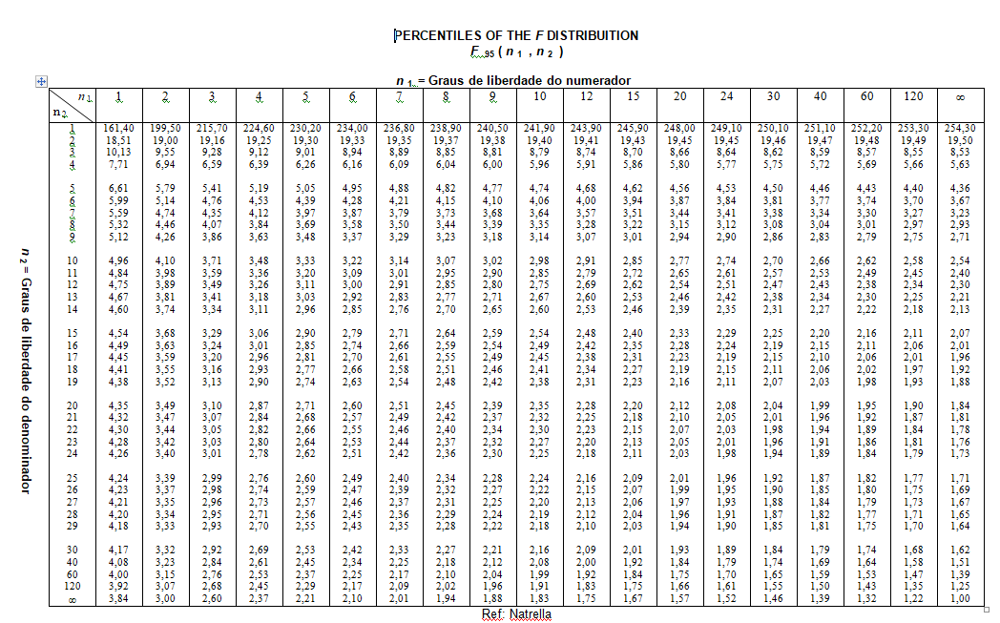 PERCENTILES OF THE F DISTRIBUITION
F.95 ( n 1 , n 2 )
n 1 = Graus de liberdade do numerador
n1 1 2 3 4 5 6 7 8 9 10 12 15 20 24 30 40 60 120 ∞
n2
1 161,40 199,50 215,70 224,60 230,20 234,00 236,80 238,90 240,50 241,90 243,90 245,90 248,00 249,10 250,10 251,10 252,20 253,30 254,30
2 18,51 19,00 19,16 19,25 19,30 19,33 19,35 19,37 19,38 19,40 19,41 19,43 19,45 19,45 19,46 19,47 19,48 19,49 19,50
3 10,13 9,55 9,28 9,12 9,01 8,94 8,89 8,85 8,81 8,79 8,74 8,70 8,66 8,64 8,62 8,59 8,57 8,55 8,53
4 7,71 6,94 6,59 6,39 6,26 6,16 6,09 6,04 6,00 5,96 5,91 5,86 5,80 5,77 5,75 5,72 5,69 5,66 5,63
5 6,61 5,79 5,41 5,19 5,05 4,95 4,88 4,82 4,77 4,74 4,68 4,62 4,56 4,53 4,50 4,46 4,43 4,40 4,36
6 5,99 5,14 4,76 4,53 4,39 4,28 4,21 4,15 4,10 4,06 4,00 3,94 3,87 3,84 3,81 3,77 3,74 3,70 3,67
7 5,59 4,74 4,35 4,12 3,97 3,87 3,79 3,73 3,68 3,64 3,57 3,51 3,44 3,41 3,38 3,34 3,30 3,27 3,23
8 5,32 4,46 4,07 3,84 3,69 3,58 3,50 3,44 3,39 3,35 3,28 3,22 3,15 3,12 3,08 3,04 3,01 2,97 2,93
9 5,12 4,26 3,86 3,63 3,48 3,37 3,29 3,23 3,18 3,14 3,07 3,01 2,94 2,90 2,86 2,83 2,79 2,75 2,71
10 4,96 4,10 3,71 3,48 3,33 3,22 3,14 3,07 3,02 2,98 2,91 2,85 2,77 2,74 2,70 2,66 2,62 2,58 2,54
11 4,84 3,98 3,59 3,36 3,20 3,09 3,01 2,95 2,90 2,85 2,79 2,72 2,65 2,61 2,57 2,53 2,49 2,45 2,40
12 4,75 3,89 3,49 3,26 3,11 3,00 2,91 2,85 2,80 2,75 2,69 2,62 2,54 2,51 2,47 2,43 2,38 2,34 2,30
13 4,67 3,81 3,41 3,18 3,03 2,92 2,83 2,77 2,71 2,67 2,60 2,53 2,46 2,42 2,38 2,34 2,30 2,25 2,21
14 4,60 3,74 3,34 3,11 2,96 2,85 2,76 2,70 2,65 2,60 2,53 2,46 2,39 2,35 2,31 2,27 2,22 2,18 2,13
15 4,54 3,68 3,29 3,06 2,90 2,79 2,71 2,64 2,59 2,54 2,48 2,40 2,33 2,29 2,25 2,20 2,16 2,11 2,07
16 4,49 3,63 3,24 3,01 2,85 2,74 2,66 2,59 2,54 2,49 2,42 2,35 2,28 2,24 2,19 2,15 2,11 2,06 2,01
17 4,45 3,59 3,20 2,96 2,81 2,70 2,61 2,55 2,49 2,45 2,38 2,31 2,23 2,19 2,15 2,10 2,06 2,01 1,96
18 4,41 3,55 3,16 2,93 2,77 2,66 2,58 2,51 2,46 2,41 2,34 2,27 2,19 2,15 2,11 2,06 2,02 1,97 1,92
19 4,38 3,52 3,13 2,90 2,74 2,63 2,54 2,48 2,42 2,38 2,31 2,23 2,16 2,11 2,07 2,03 1,98 1,93 1,88
20 4,35 3,49 3,10 2,87 2,71 2,60 2,51 2,45 2,39 2,35 2,28 2,20 2,12 2,08 2,04 1,99 1,95 1,90 1,84
21 4,32 3,47 3,07 2,84 2,68 2,57 2,49 2,42 2,37 2,32 2,25 2,18 2,10 2,05 2,01 1,96 1,92 1,87 1,81
22 4,30 3,44 3,05 2,82 2,66 2,55 2,46 2,40 2,34 2,30 2,23 2,15 2,07 2,03 1,98 1,94 1,89 1,84 1,78
23 4,28 3,42 3,03 2,80 2,64 2,53 2,44 2,37 2,32 2,27 2,20 2,13 2,05 2,01 1,96 1,91 1,86 1,81 1,76
24 4,26 3,40 3,01 2,78 2,62 2,51 2,42 2,36 2,30 2,25 2,18 2,11 2,03 1,98 1,94 1,89 1,84 1,79 1,73
25 4,24 3,39 2,99 2,76 2,60 2,49 2,40 2,34 2,28 2,24 2,16 2,09 2,01 1,96 1,92 1,87 1,82 1,77 1,71
26 4,23 3,37 2,98 2,74 2,59 2,47 2,39 2,32 2,27 2,22 2,15 2,07 1,99 1,95 1,90 1,85 1,80 1,75 1,69
27 4,21 3,35 2,96 2,73 2,57 2,46 2,37 2,31 2,25 2,20 2,13 2,06 1,97 1,93 1,88 1,84 1,79 1,73 1,67
28 4,20 3,34 2,95 2,71 2,56 2,45 2,36 2,29 2,24 2,19 2,12 2,04 1,96 1,91 1,87 1,82 1,77 1,71 1,65
29 4,18 3,33 2,93 2,70 2,55 2,43 2,35 2,28 2,22 2,18 2,10 2,03 1,94 1,90 1,85 1,81 1,75 1,70 1,64
30 4,17 3,32 2,92 2,69 2,53 2,42 2,33 2,27 2,21 2,16 2,09 2,01 1,93 1,89 1,84 1,79 1,74 1,68 1,62
40 4,08 3,23 2,84 2,61 2,45 2,34 2,25 2,18 2,12 2,08 2,00 1,92 1,84 1,79 1,74 1,69 1,64 1,58 1,51
60 4,00 3,15 2,76 2,53 2,37 2,25 2,17 2,10 2,04 1,99 1,92 1,84 1,75 1,70 1,65 1,59 1,53 1,47 1,39
120 3,92 3,07 2,68 2,45 2,29 2,17 2,09 2,02 1,96 1,91 1,83 1,75 1,66 1,61 1,55 1,50 1,43 1,35 1,25
∞ 3,84 3,00 2,60 2,37 2,21 2,10 2,01 1,94 1,88 1,83 1,75 1,67 1,57 1,52 1,46 1,39 1,32 1,22 1,00
n 2 = Graus de liberdade do denominador
Ref: Natrella